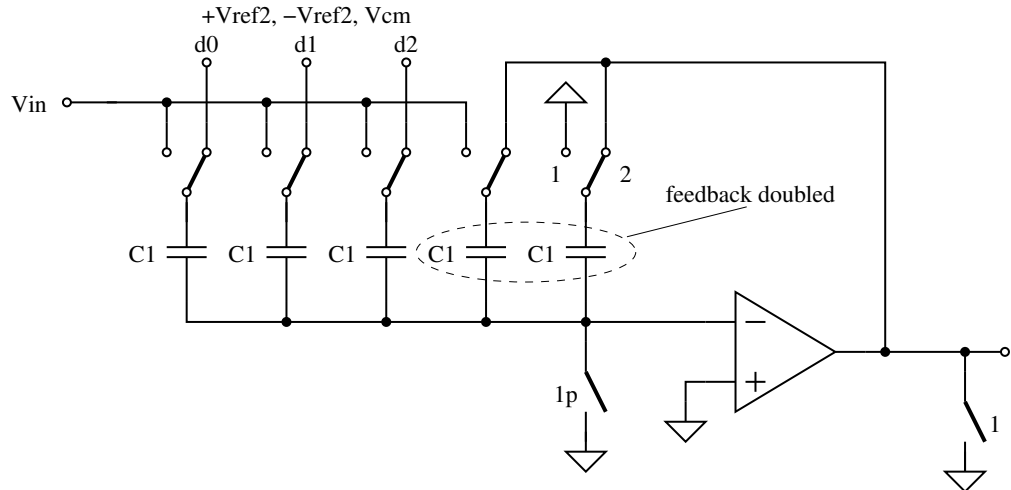 +Vref2, −Vref2, Vcm
d0 d1 d2
Vin
1 2
feedback doubled
C1 C1 C1 C1 C1
− 
+
1p
1